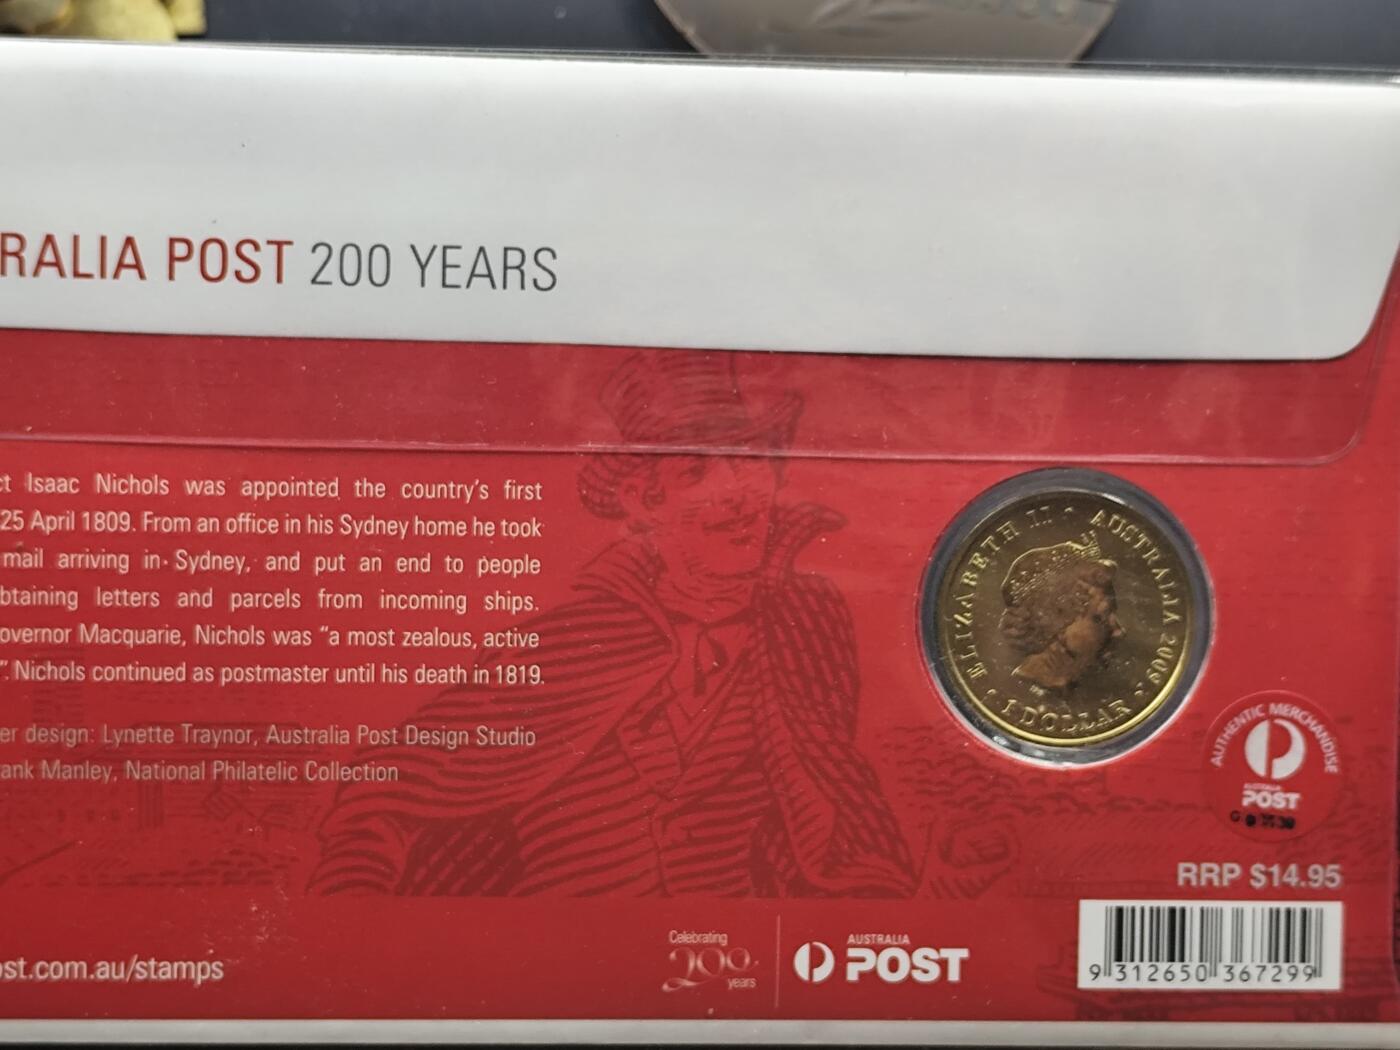 RALIA POST 200 YEARS
ct Isaac Nichols was appointed the country's first
25 April 1809. From an office in his Sydney home he took
mail arriving in Sydney, and put an end to people
btaining letters and parcels from incoming ships.
overnor Macquarie, Nichols was "a most zealous, active
". Nichols continued as postmaster until his death in 1819.
er design: Lynette Traynor, Australia Post Design Studio
rank Manley, National Philatelic Collection
ELIZABETH II AUSTRALIA 2009
1 DOLLAR
AUTHENTIC MERCHANDISE
AUSTRALIA
POST
RRP $14.95
ost.com.au/stamps
Celebrating
200
years
AUSTRALIA
POST
9 312650 367299